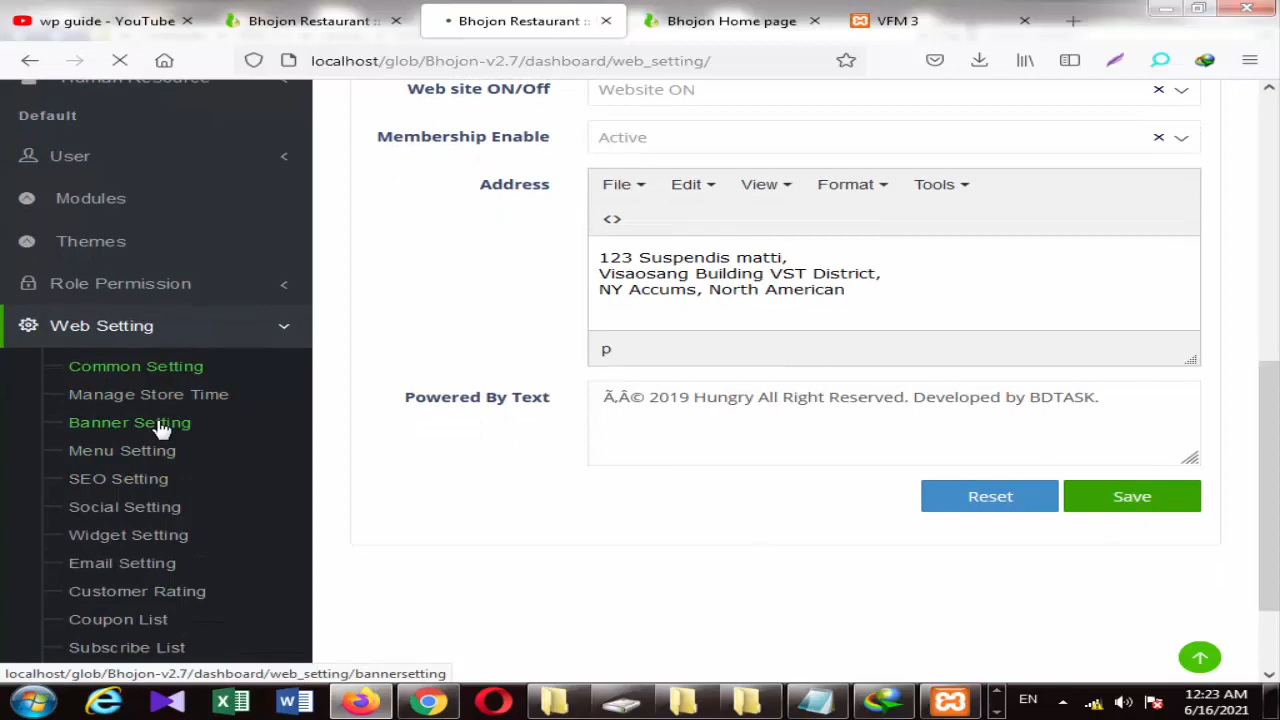 wp guide - YouTube
Bhojon Restaurant ::
Bhojon Restaurant ::
Bhojon Home page
VFM 3
localhost/glob/Bhojon-v2.7/dashboard/web_setting/
Human Resource
Default
User
Modules
Themes
Role Permission
Web Setting
Common Setting
Manage Store Time
Banner Setting
Menu Setting
SEO Setting
Social Setting
Widget Setting
Email Setting
Customer Rating
Coupon List
Subscribe List
Web site ON/Off
Website ON
Membership Enable
Active
Address
File Edit View Format Tools
<>
123 Suspendis matti,
Visaosang Building VST District,
NY Accums, North American
p
Powered By Text
Ã‚Â© 2019 Hungry All Right Reserved. Developed by BDTASK.
Reset
Save
localhost/glob/Bhojon-v2.7/dashboard/web_setting/bannersetting
EN
12:23 AM
6/16/2021